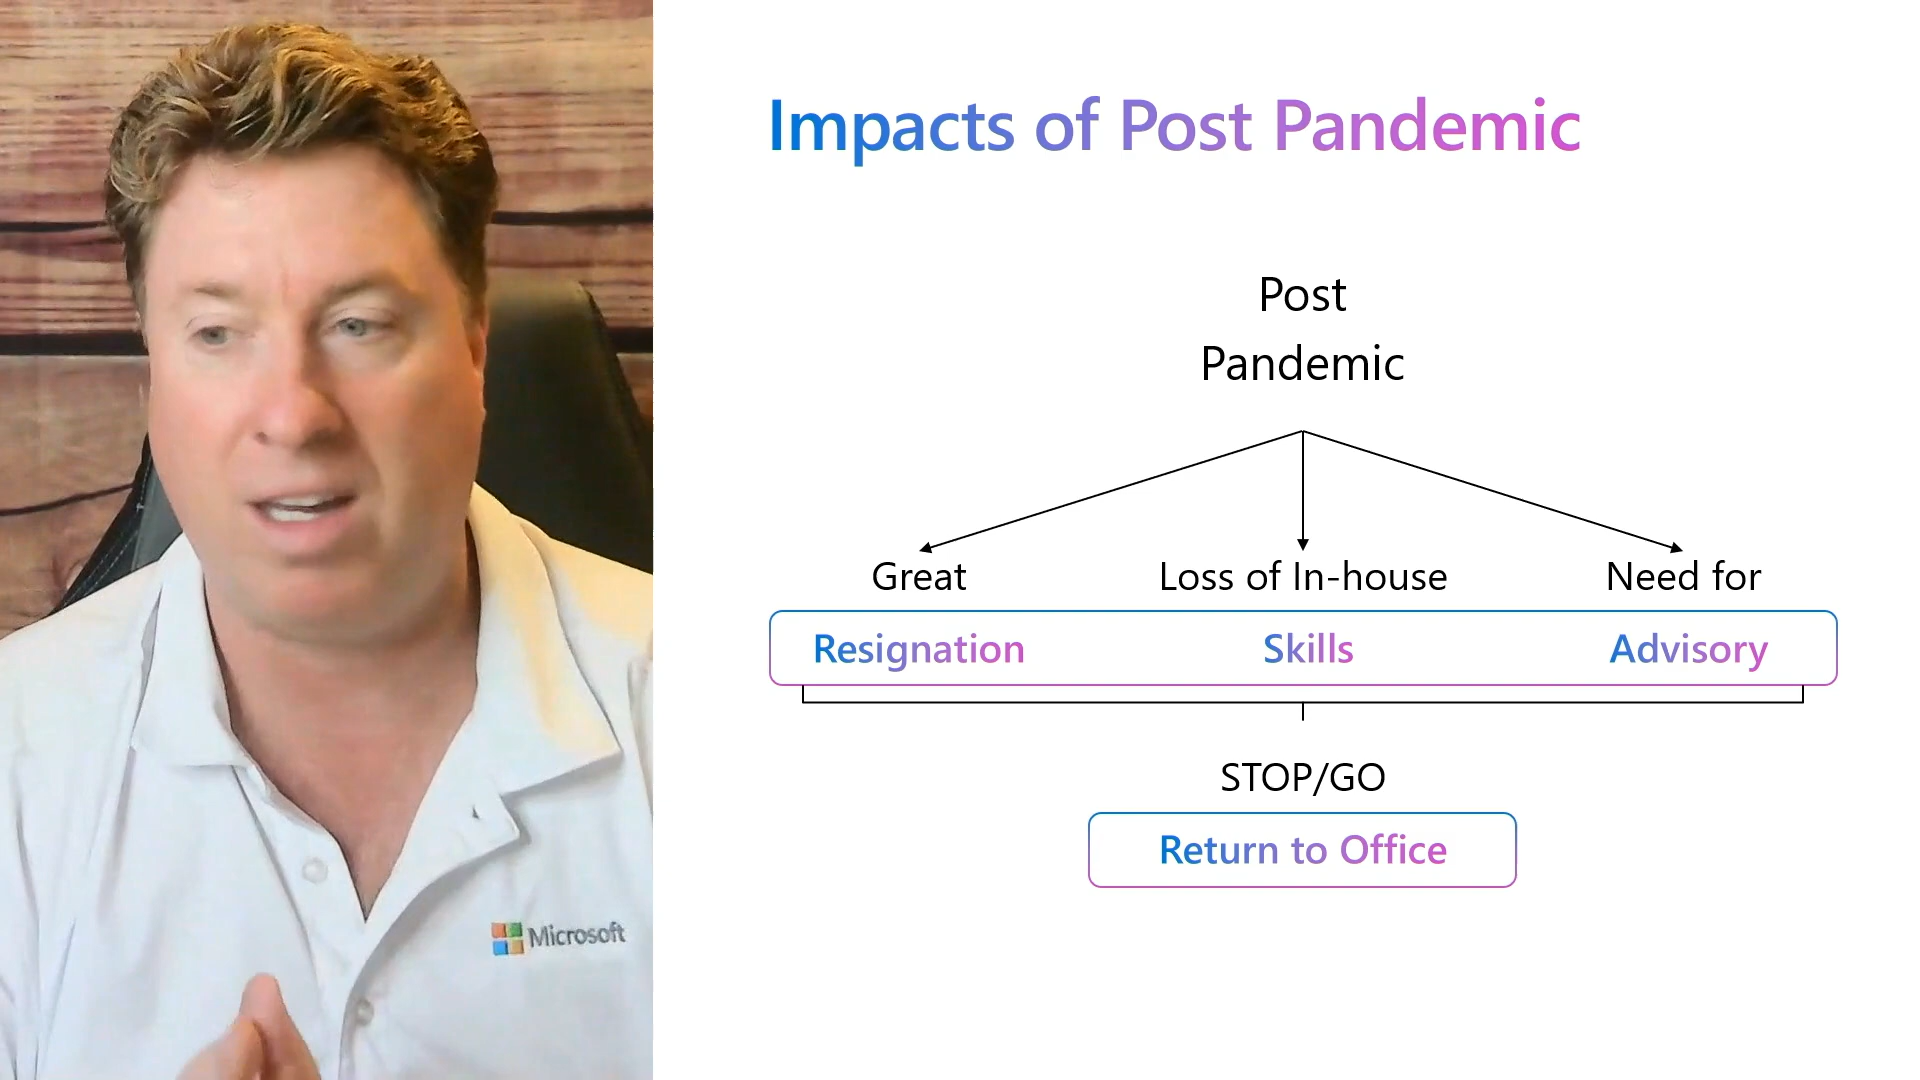 Impacts of Post Pandemic
Post
Pandemic
Great
Loss of In-house
Need for
Resignation
Skills
Advisory
STOP/GO
Return to Office
Microsoft